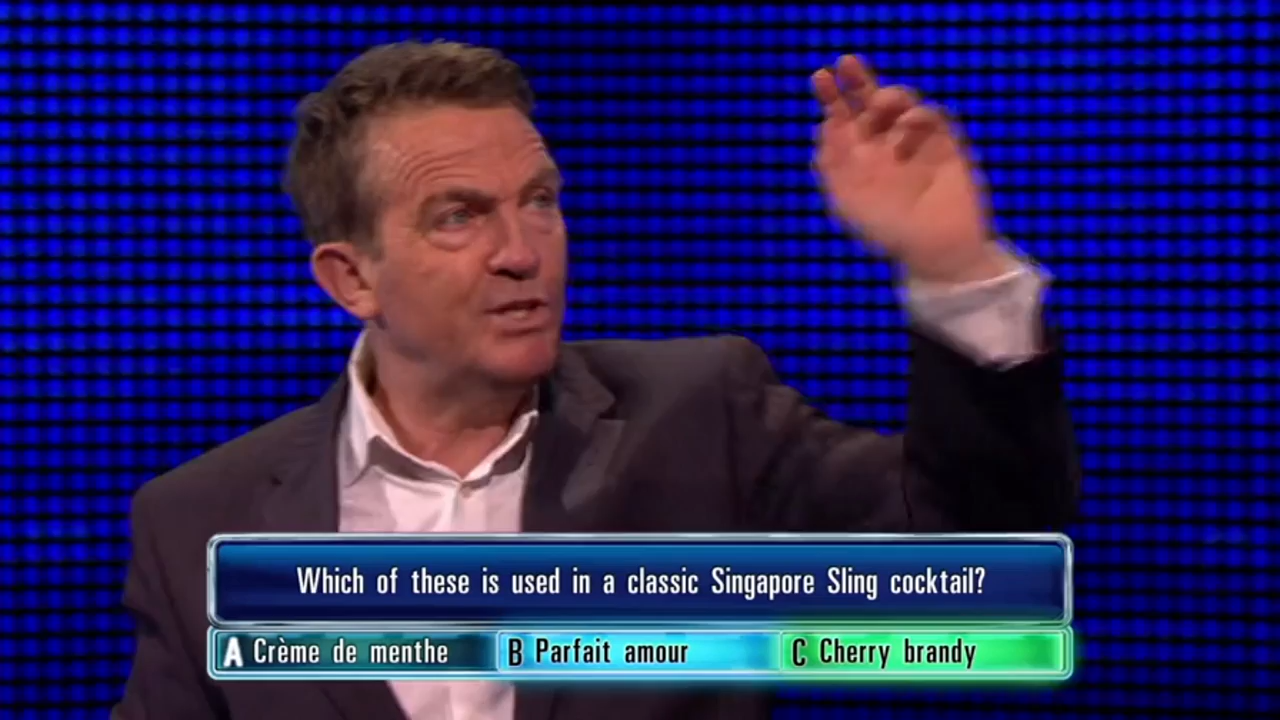 Which of these is used in a classic Singapore Sling cocktail?
A Crème de menthe B Parfait amour C Cherry brandy